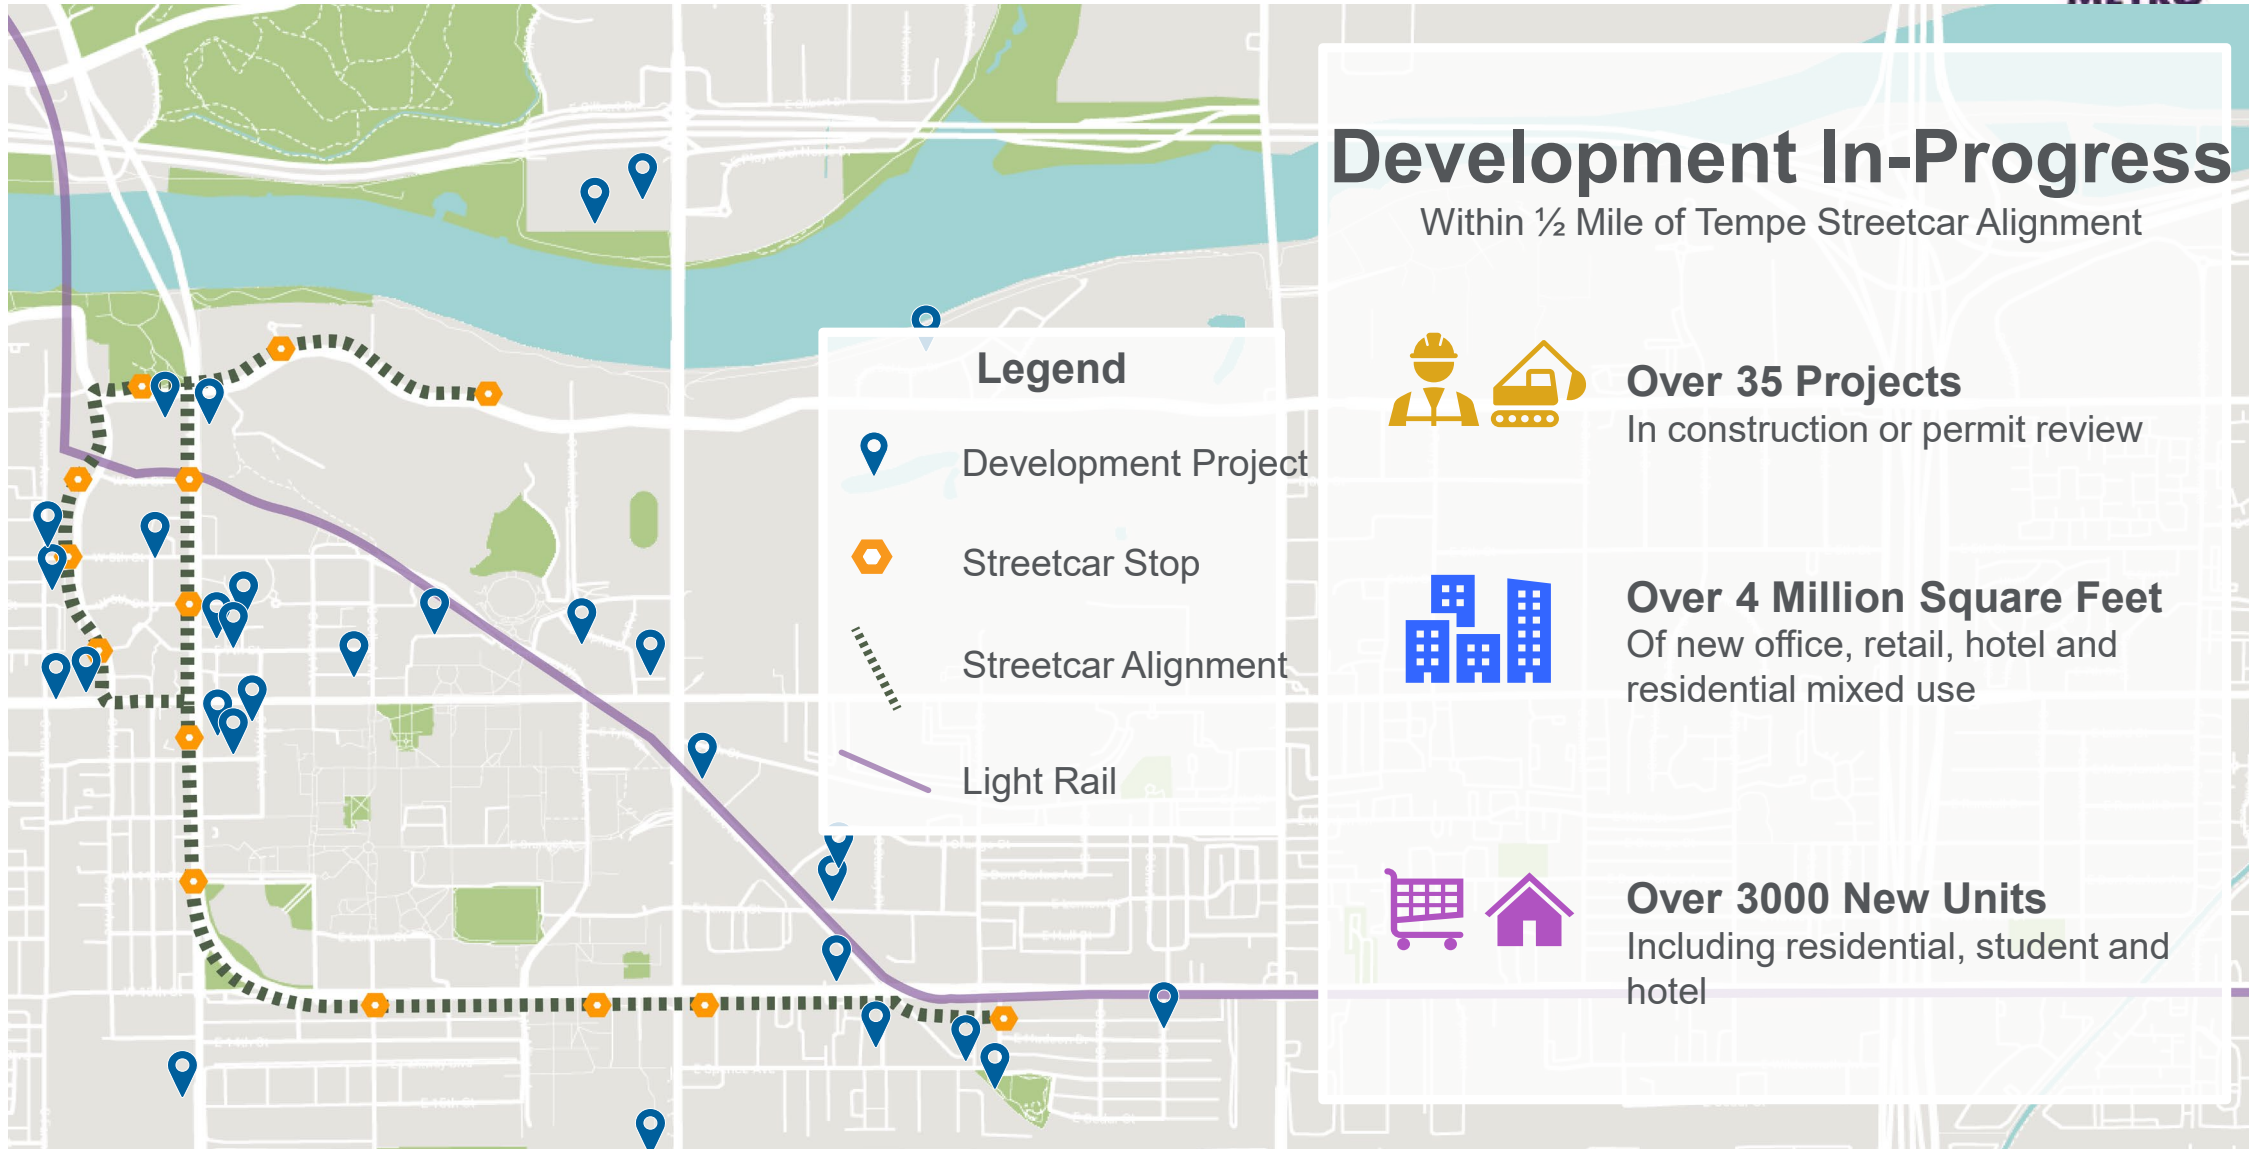 METRO
Development In-Progress
Within ½ Mile of Tempe Streetcar Alignment
Legend
Development Project
Streetcar Stop
Streetcar Alignment
Light Rail
Over 35 Projects
In construction or permit review
Over 4 Million Square Feet
Of new office, retail, hotel and
residential mixed use
Over 3000 New Units
Including residential, student and
hotel